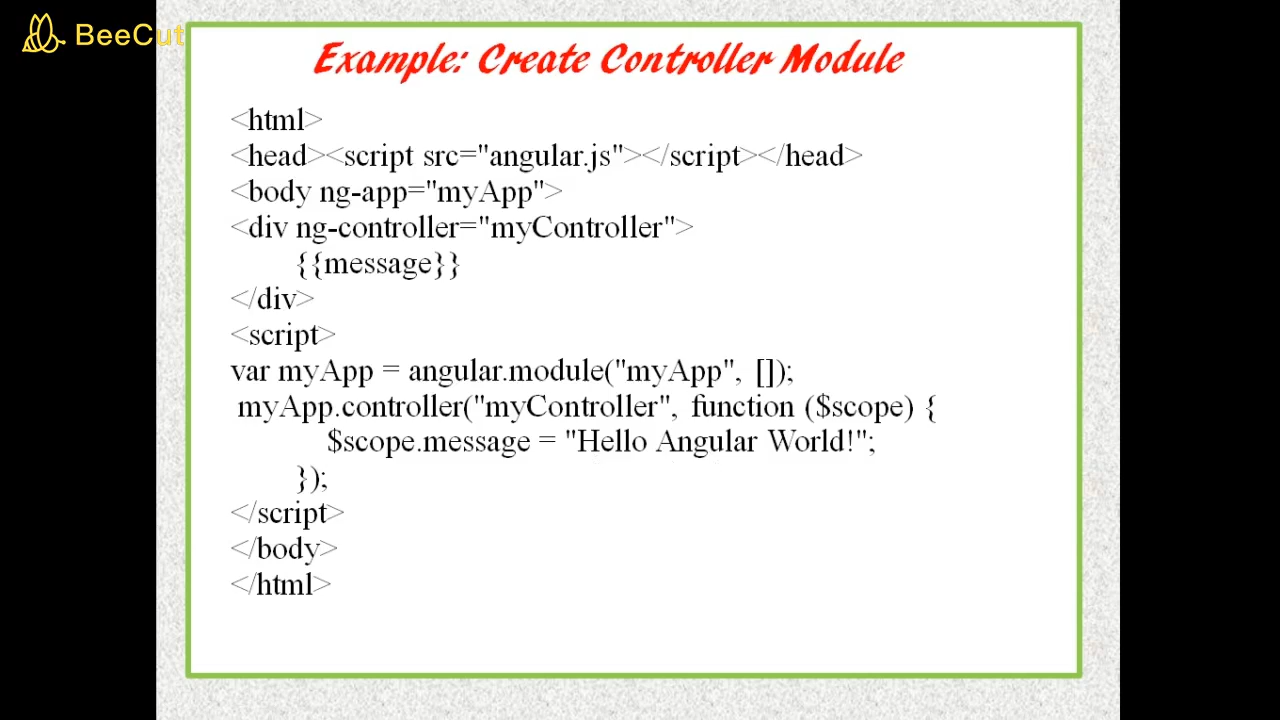 BeeCut
Example: Create Controller Module
<html>
<head><script src="angular.js"></script></head>
<body ng-app="myApp">
<div ng-controller="myController">
{{message}}
</div>
<script>
var myApp = angular.module("myApp", []);
myApp.controller("myController", function ($scope) {
$scope.message = "Hello Angular World!";
});
</script>
</body>
</html>